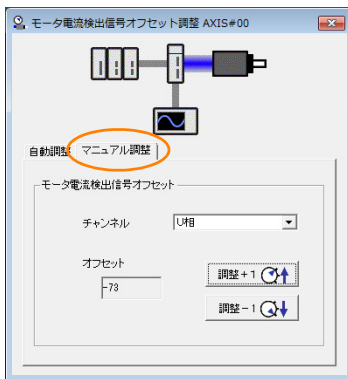 モータ電流検出信号オフセット調整 AXIS#00
自動調整 マニュアル調整
モータ電流検出信号オフセット
チャンネル U相
オフセット
-73
調整+1
調整-1